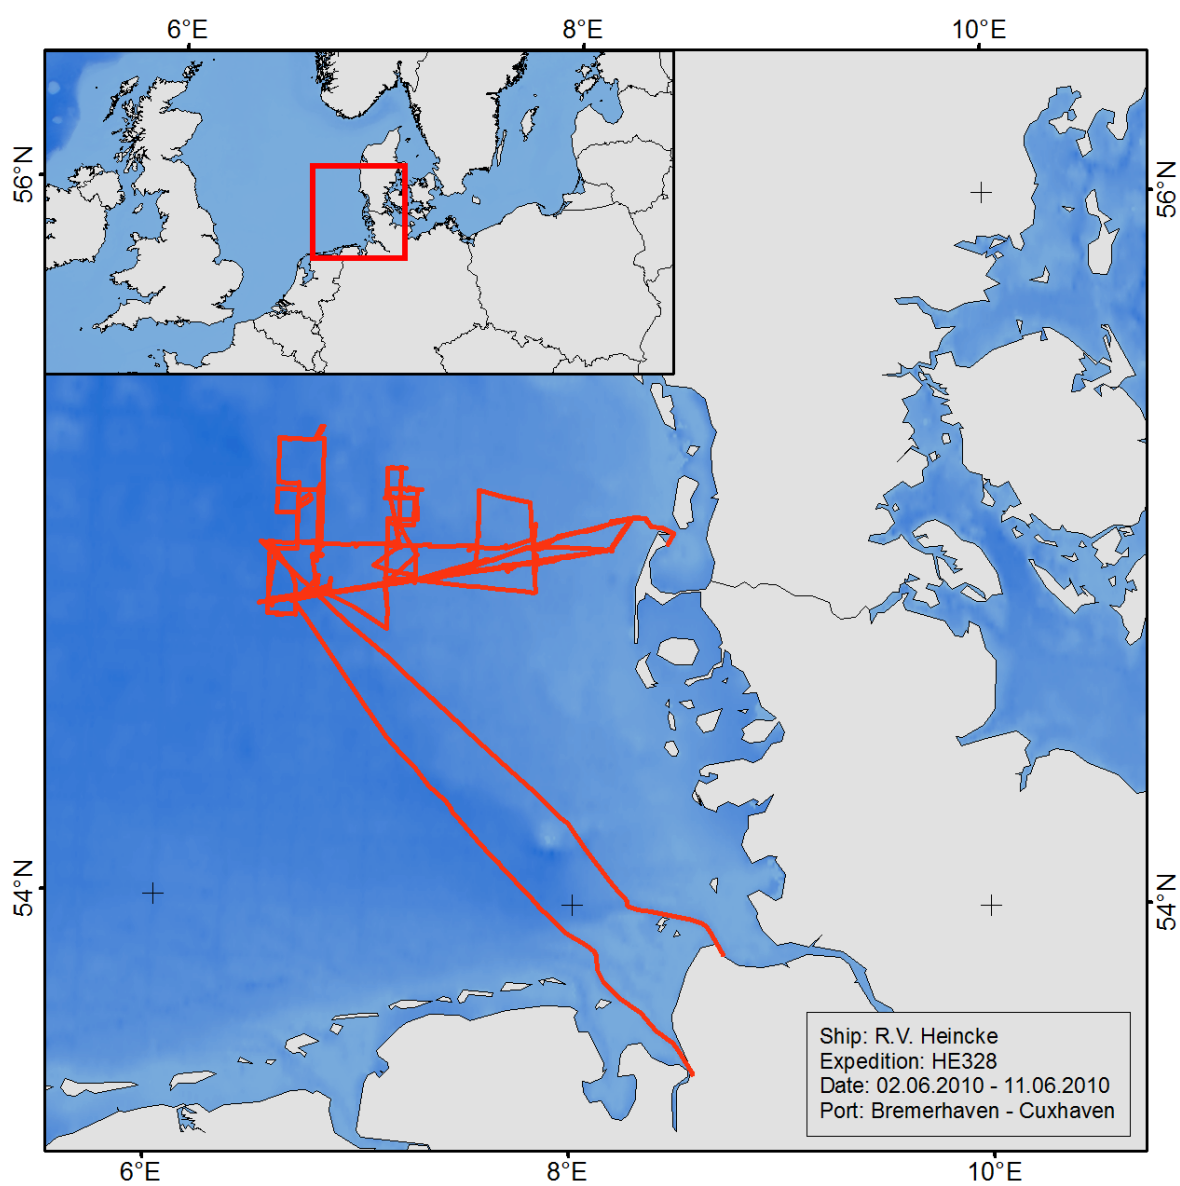 6°E
8°E
10°E
56°N
56°N
54°N
54°N
Ship: R.V. Heincke
Expedition: HE328
Date: 02.06.2010 - 11.06.2010
Port: Bremerhaven - Cuxhaven
6°E
8°E
10°E